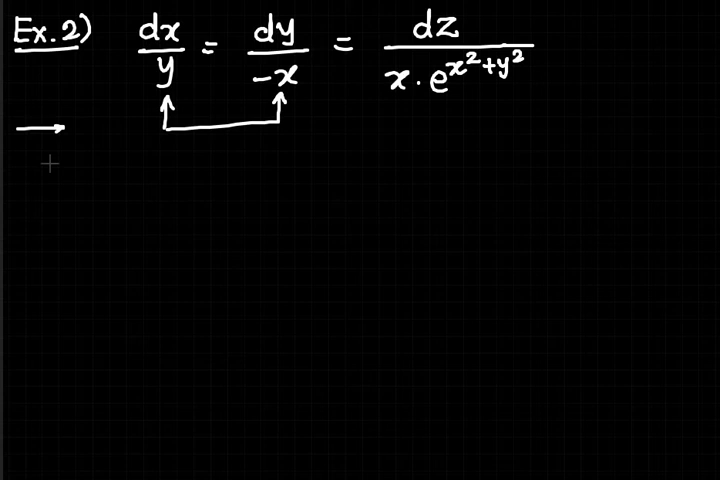 Ex. 2) dx/y = dy/-x = dz/x · e^x²+y²